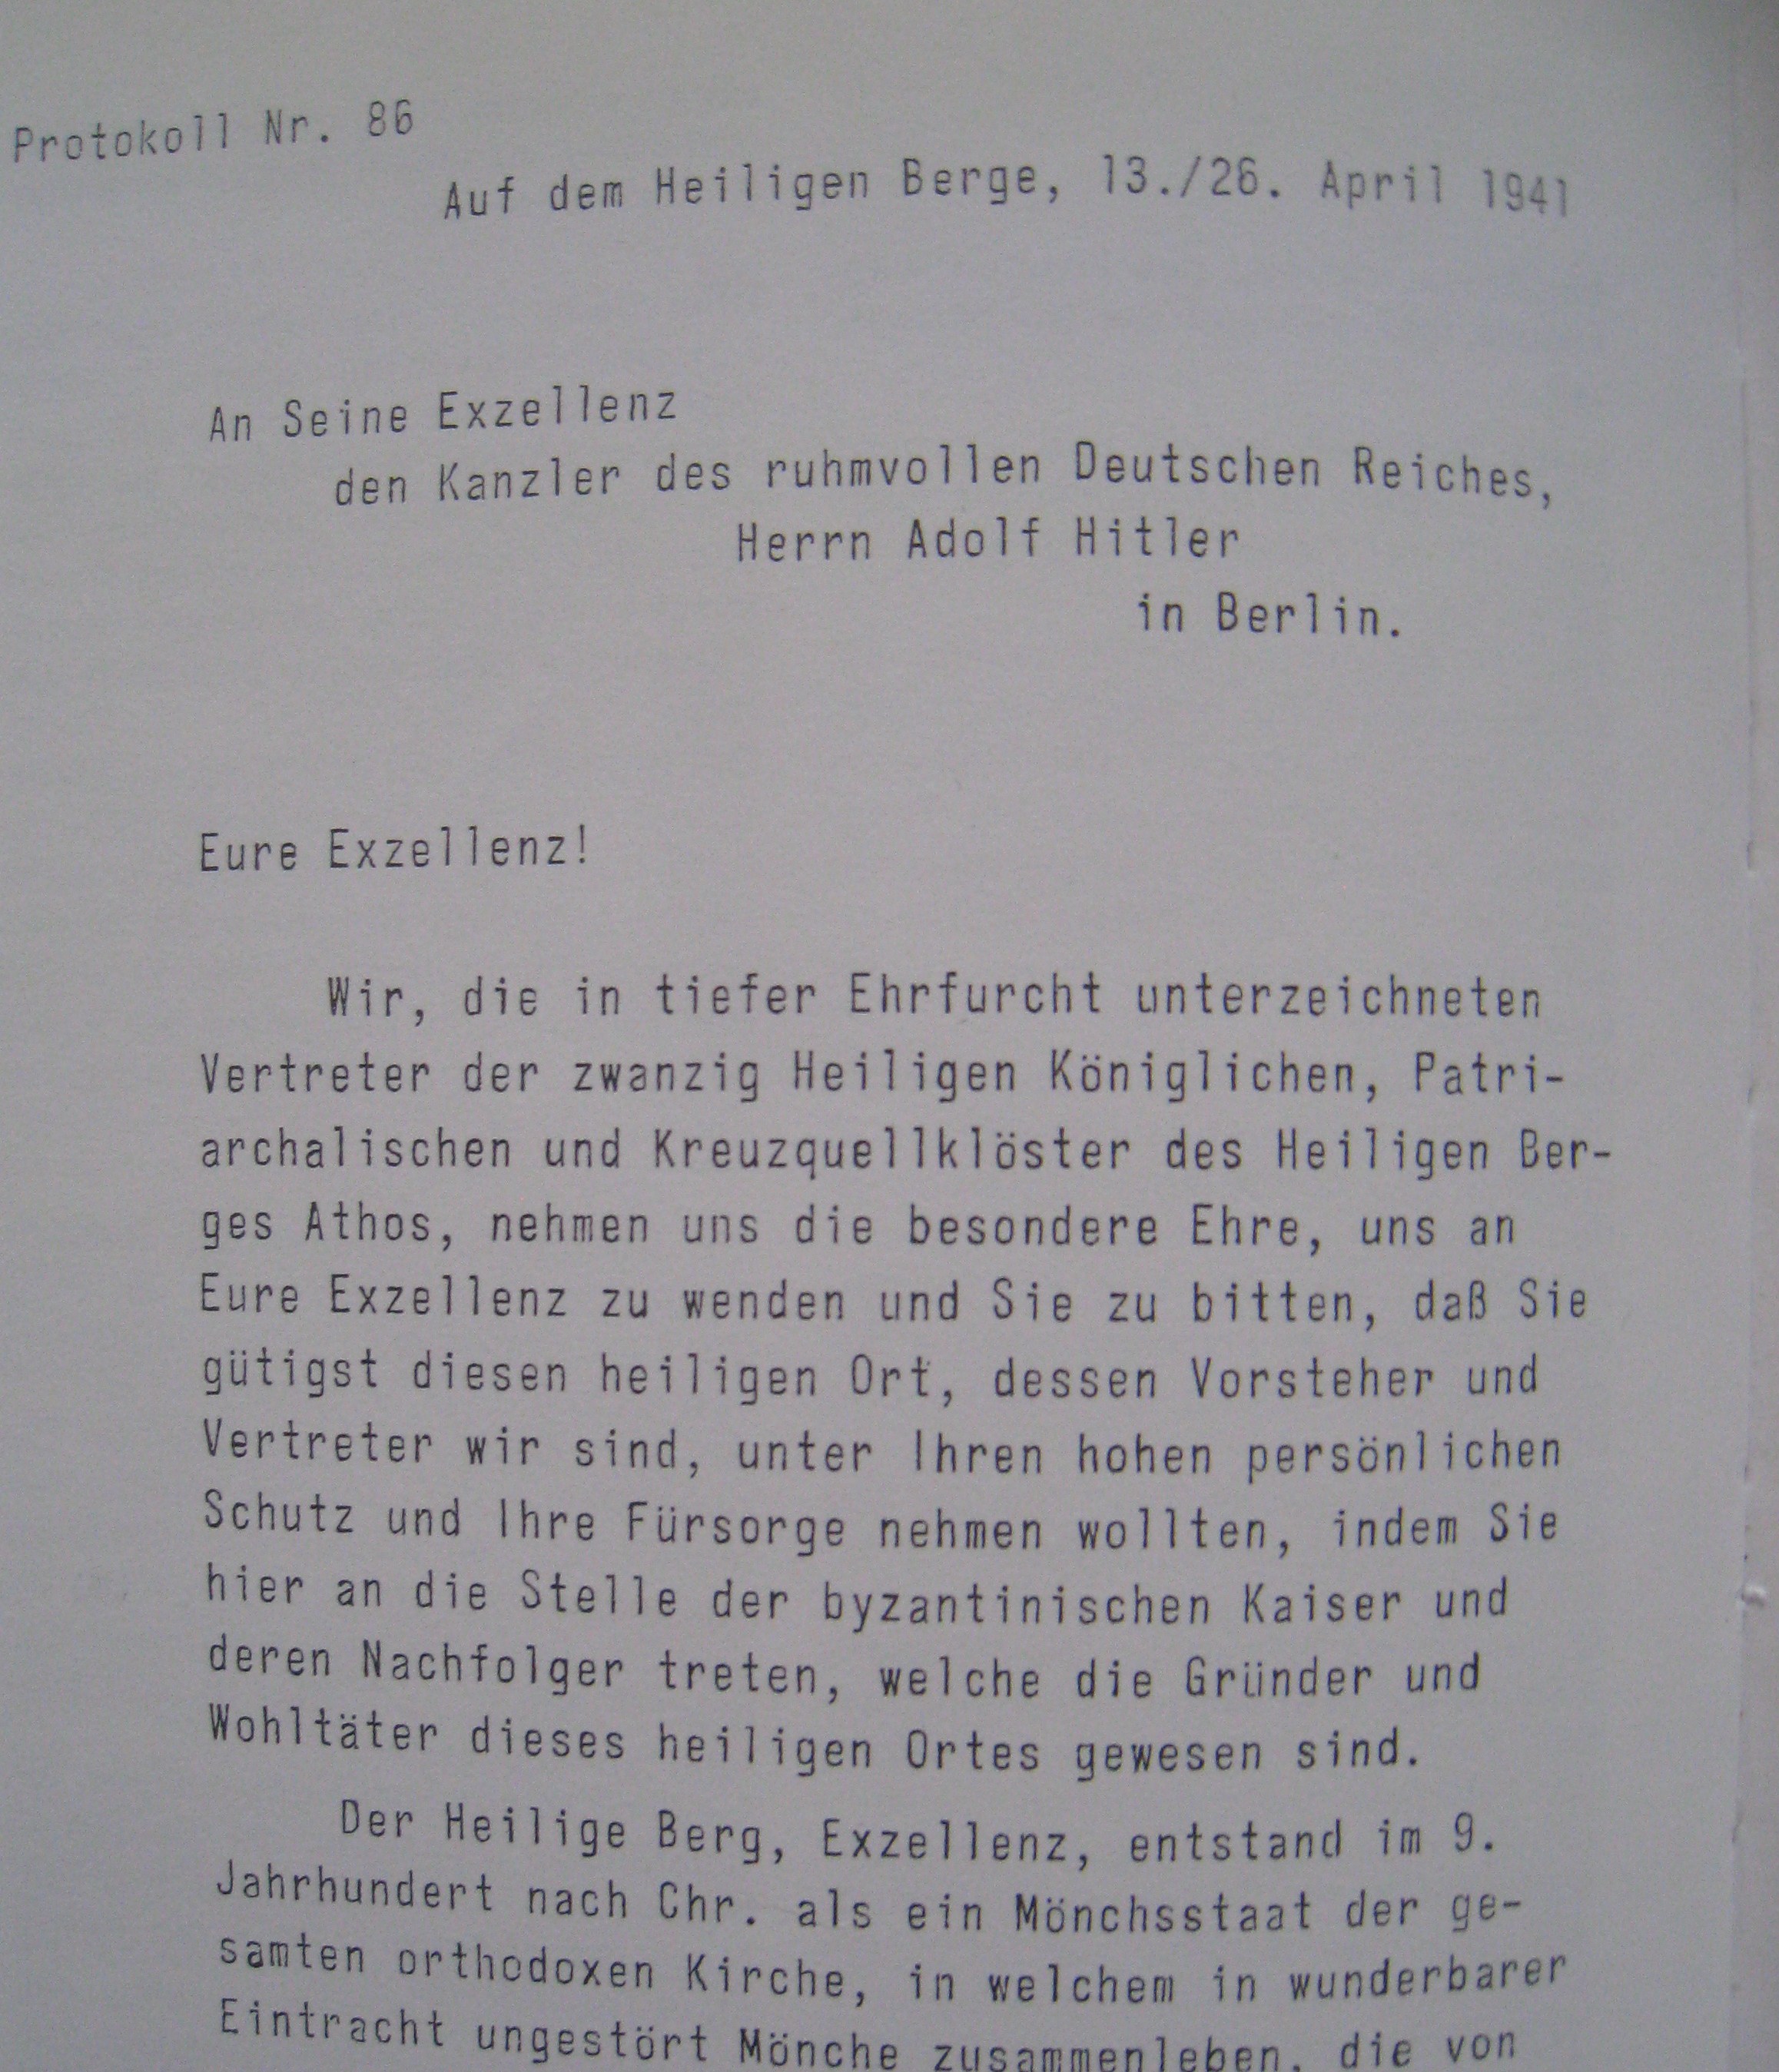 Protokoll Nr. 86
Auf dem Heiligen Berge, 13./26. April 1941
An Seine Exzellenz
den Kanzler des ruhmvollen Deutschen Reiches,
Herrn Adolf Hitler
in Berlin.
Eure Exzellenz!
Wir, die in tiefer Ehrfurcht unterzeichneten
Vertreter der zwanzig Heiligen Königlichen, Patri-
archalischen und Kreuzquellklöster des Heiligen Ber-
ges Athos, nehmen uns die besondere Ehre, uns an
Eure Exzellenz zu wenden und Sie zu bitten, daß Sie
gütigst diesen heiligen Ort, dessen Vorsteher und
Vertreter wir sind, unter Ihren hohen persönlichen
Schutz und Ihre Fürsorge nehmen wollten, indem Sie
hier an die Stelle der byzantinischen Kaiser und
deren Nachfolger treten, welche die Gründer und
Wohltäter dieses heiligen Ortes gewesen sind.
Der Heilige Berg, Exzellenz, entstand im 9.
Jahrhundert nach Chr. als ein Mönchsstaat der ge-
samten orthodoxen Kirche, in welchem in wunderbarer
Eintracht ungestört Mönche zusammenleben, die von